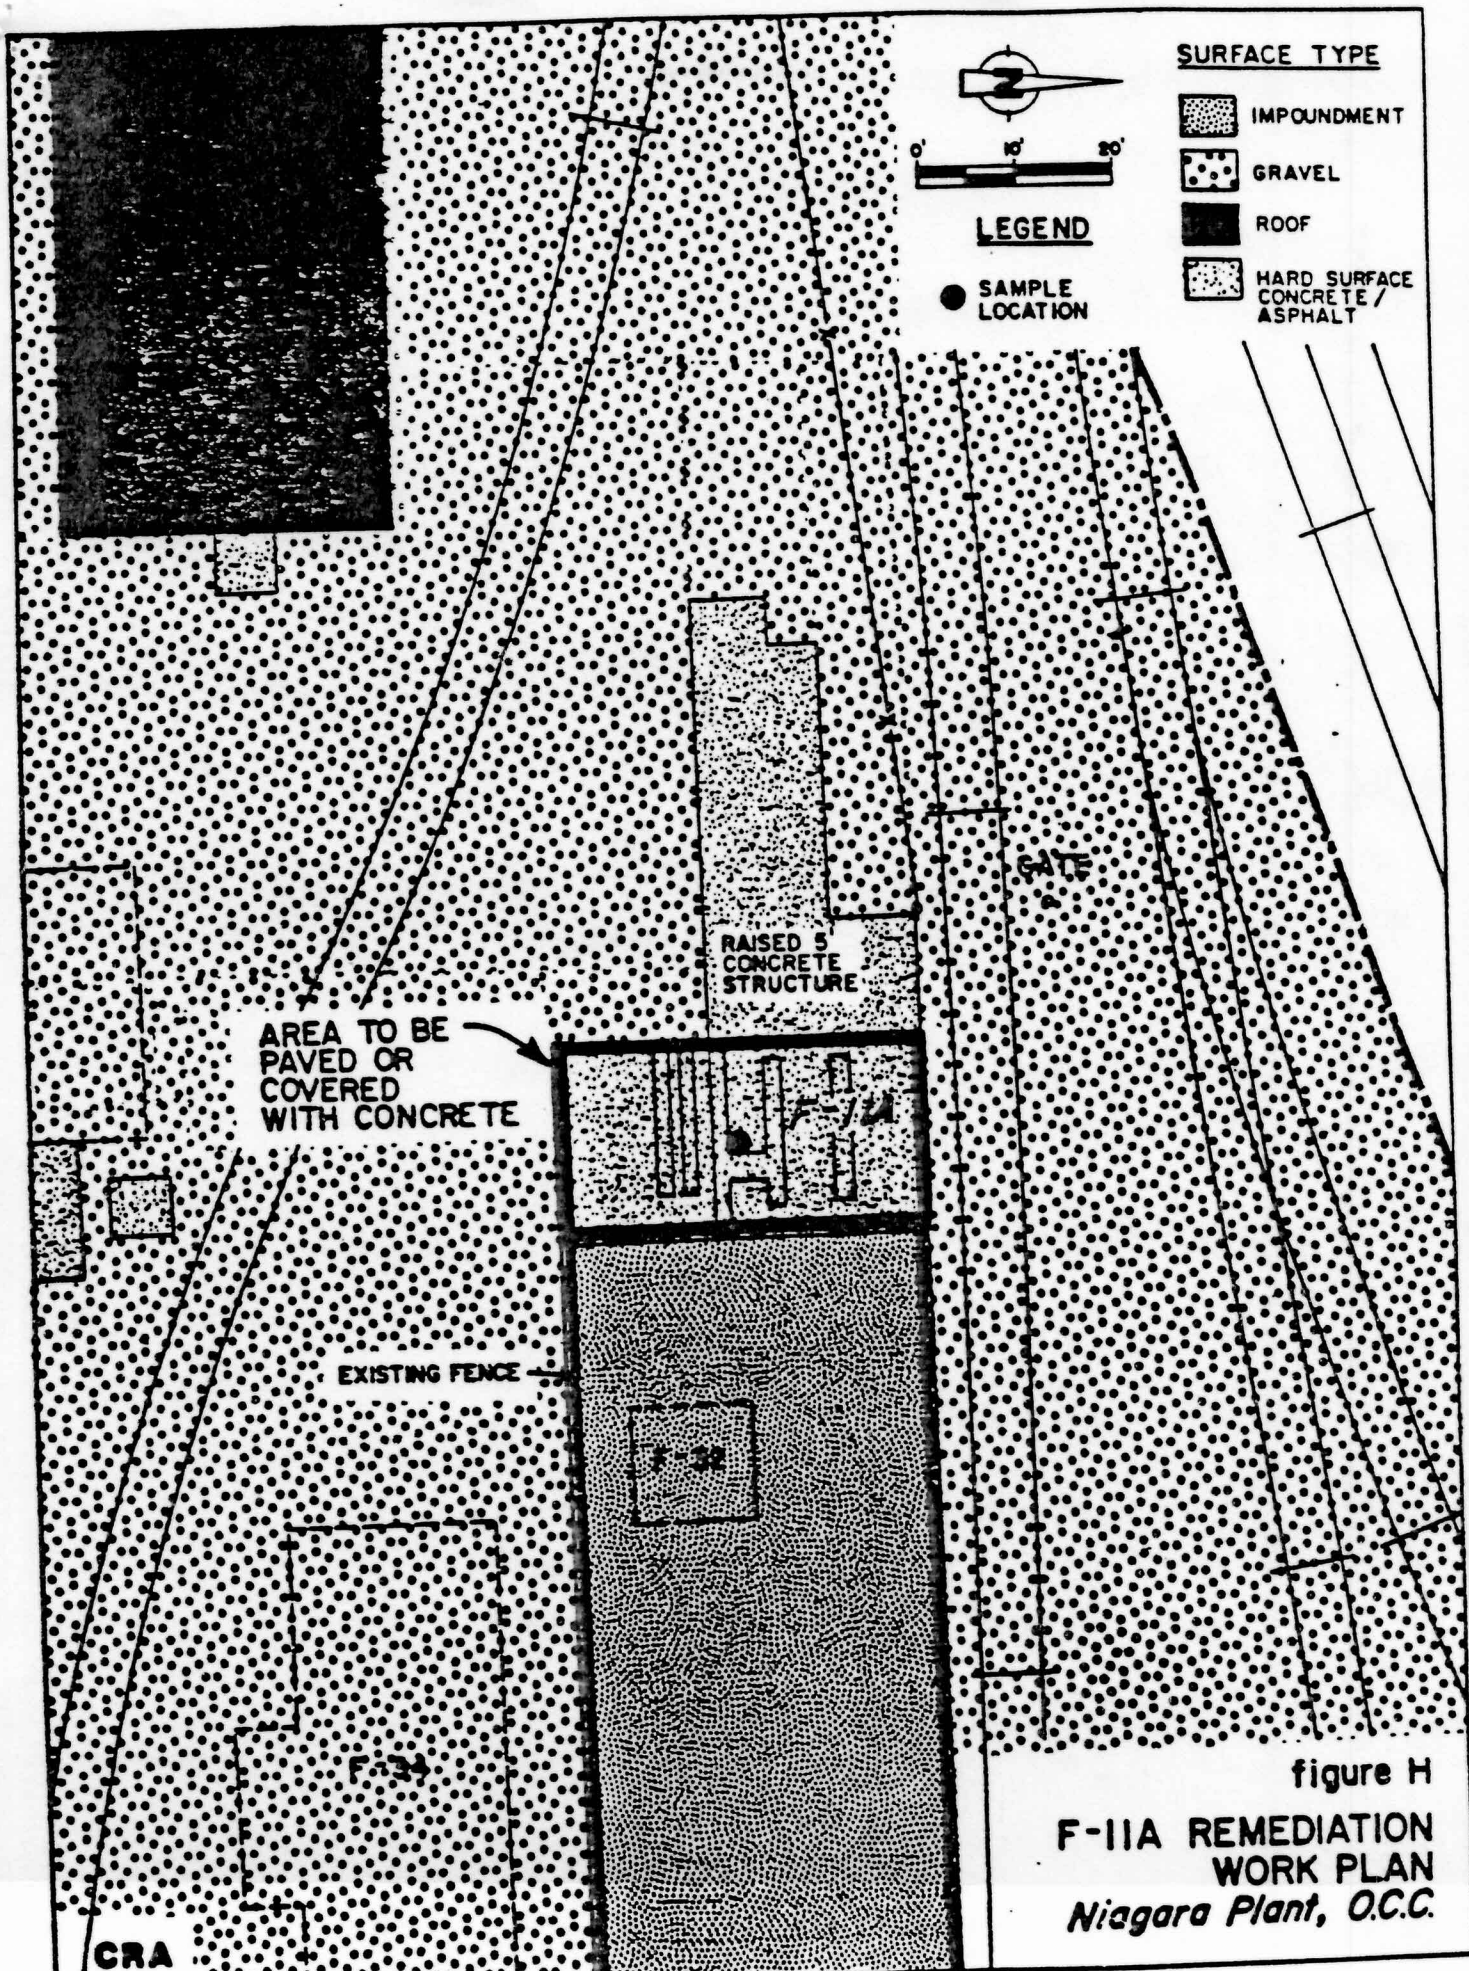 N
0' 10' 20'
LEGEND
SAMPLE
LOCATION
SURFACE TYPE
IMPOUNDMENT
GRAVEL
ROOF
HARD SURFACE
CONCRETE /
ASPHALT
GATE
RAISED 5'
CONCRETE
STRUCTURE
AREA TO BE
PAVED OR
COVERED
WITH CONCRETE
F-11A
EXISTING FENCE
F-32
F-34
figure H
F-11A REMEDIATION
WORK PLAN
Niagara Plant, O.C.C.
CRA